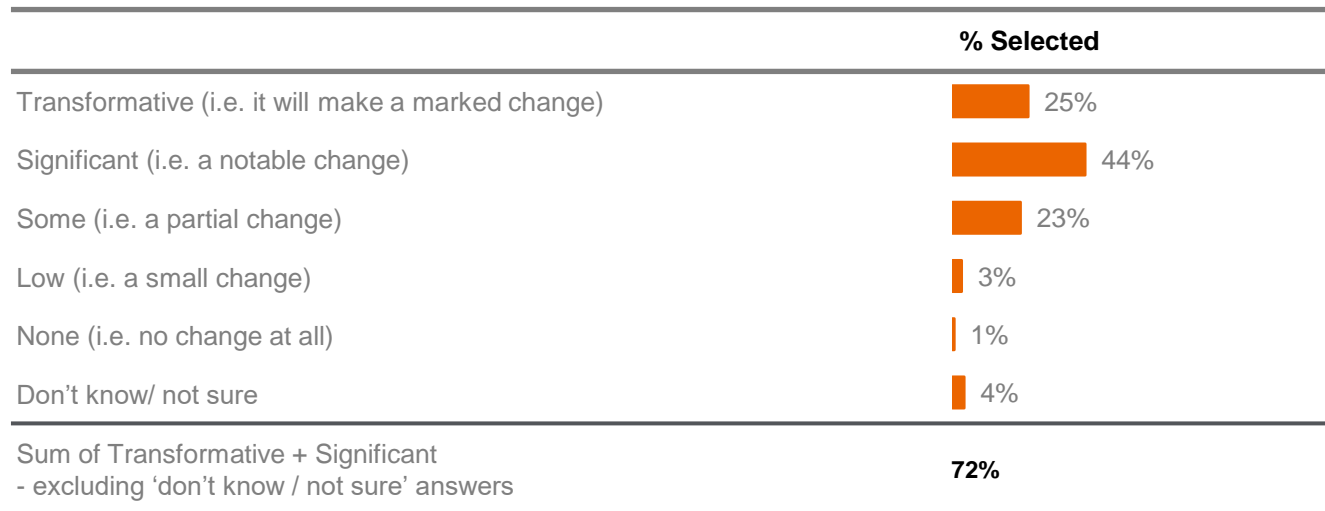 % Selected
Transformative (i.e. it will make a marked change) 25%
Significant (i.e. a notable change) 44%
Some (i.e. a partial change) 23%
Low (i.e. a small change) 3%
None (i.e. no change at all) 1%
Don’t know/ not sure 4%
Sum of Transformative + Significant
- excluding ‘don’t know / not sure’ answers 72%